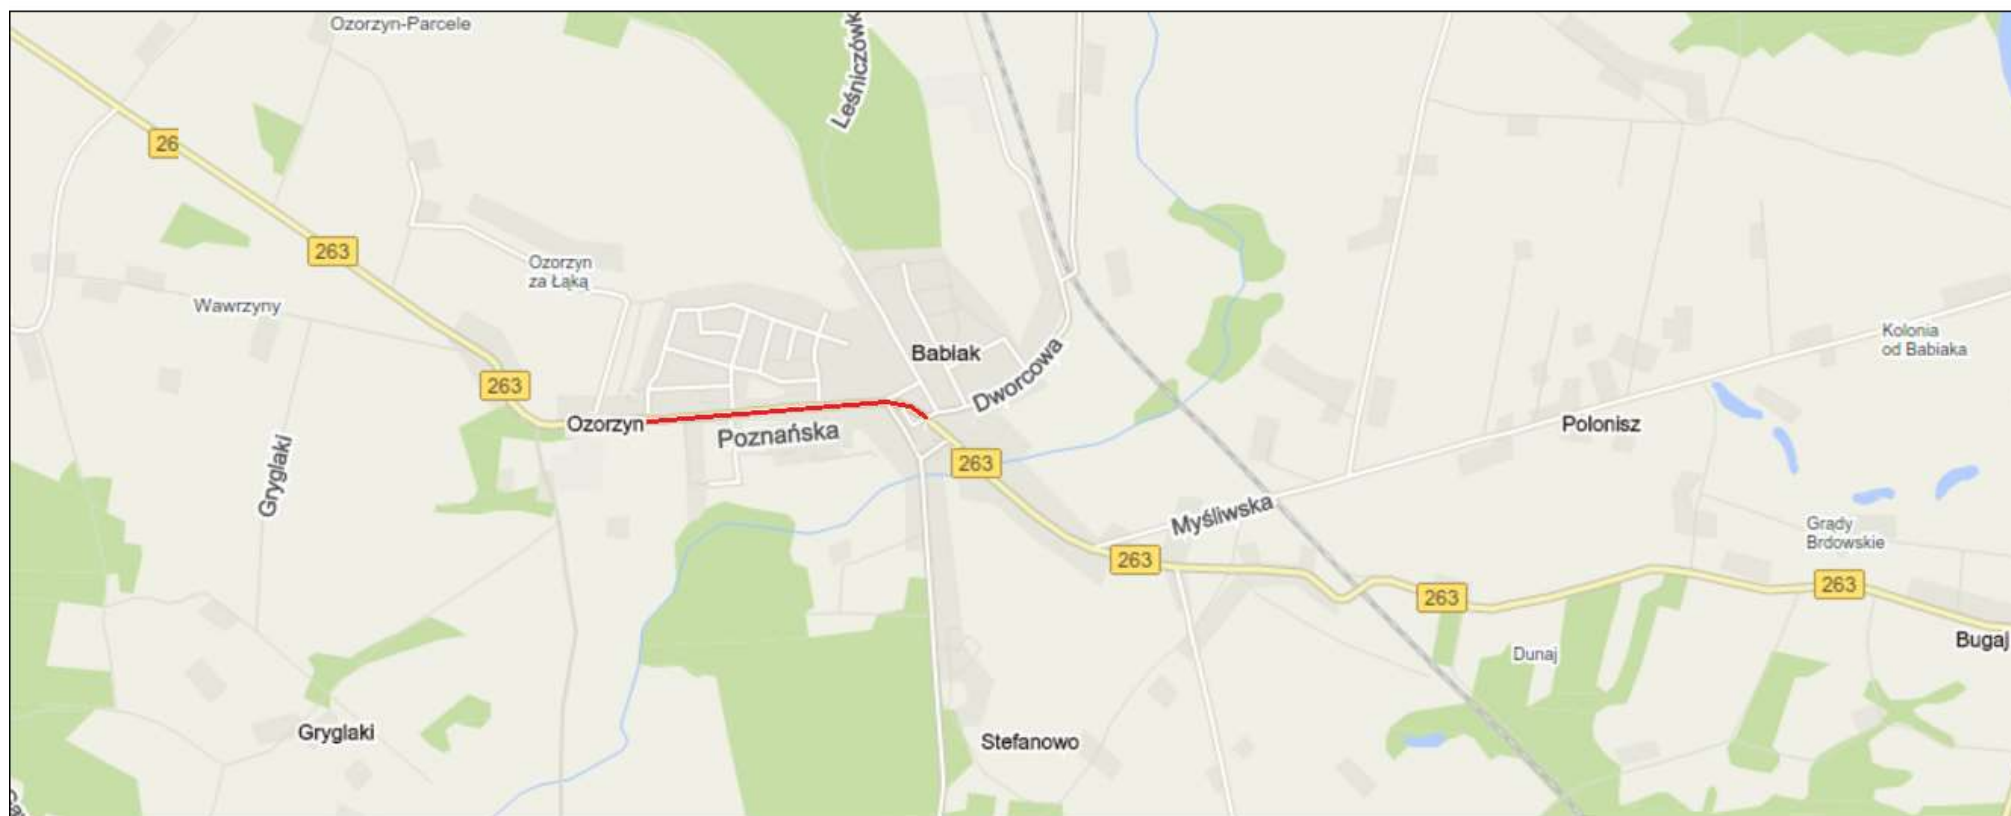 Ozorzyn-Parcele
Leśniczówk
26
263
Ozorzyn
za Łąką
Wawrzyny
Babiak
Kolonia
od Babiaka
263
Dworcowa
Ozorzyn
Poznańska
Polonisz
263
Gryglaki
Myśliwska
Grądy
Brdowskie
263
263
263
Bugaj
Dunaj
Gryglaki
Stefanowo